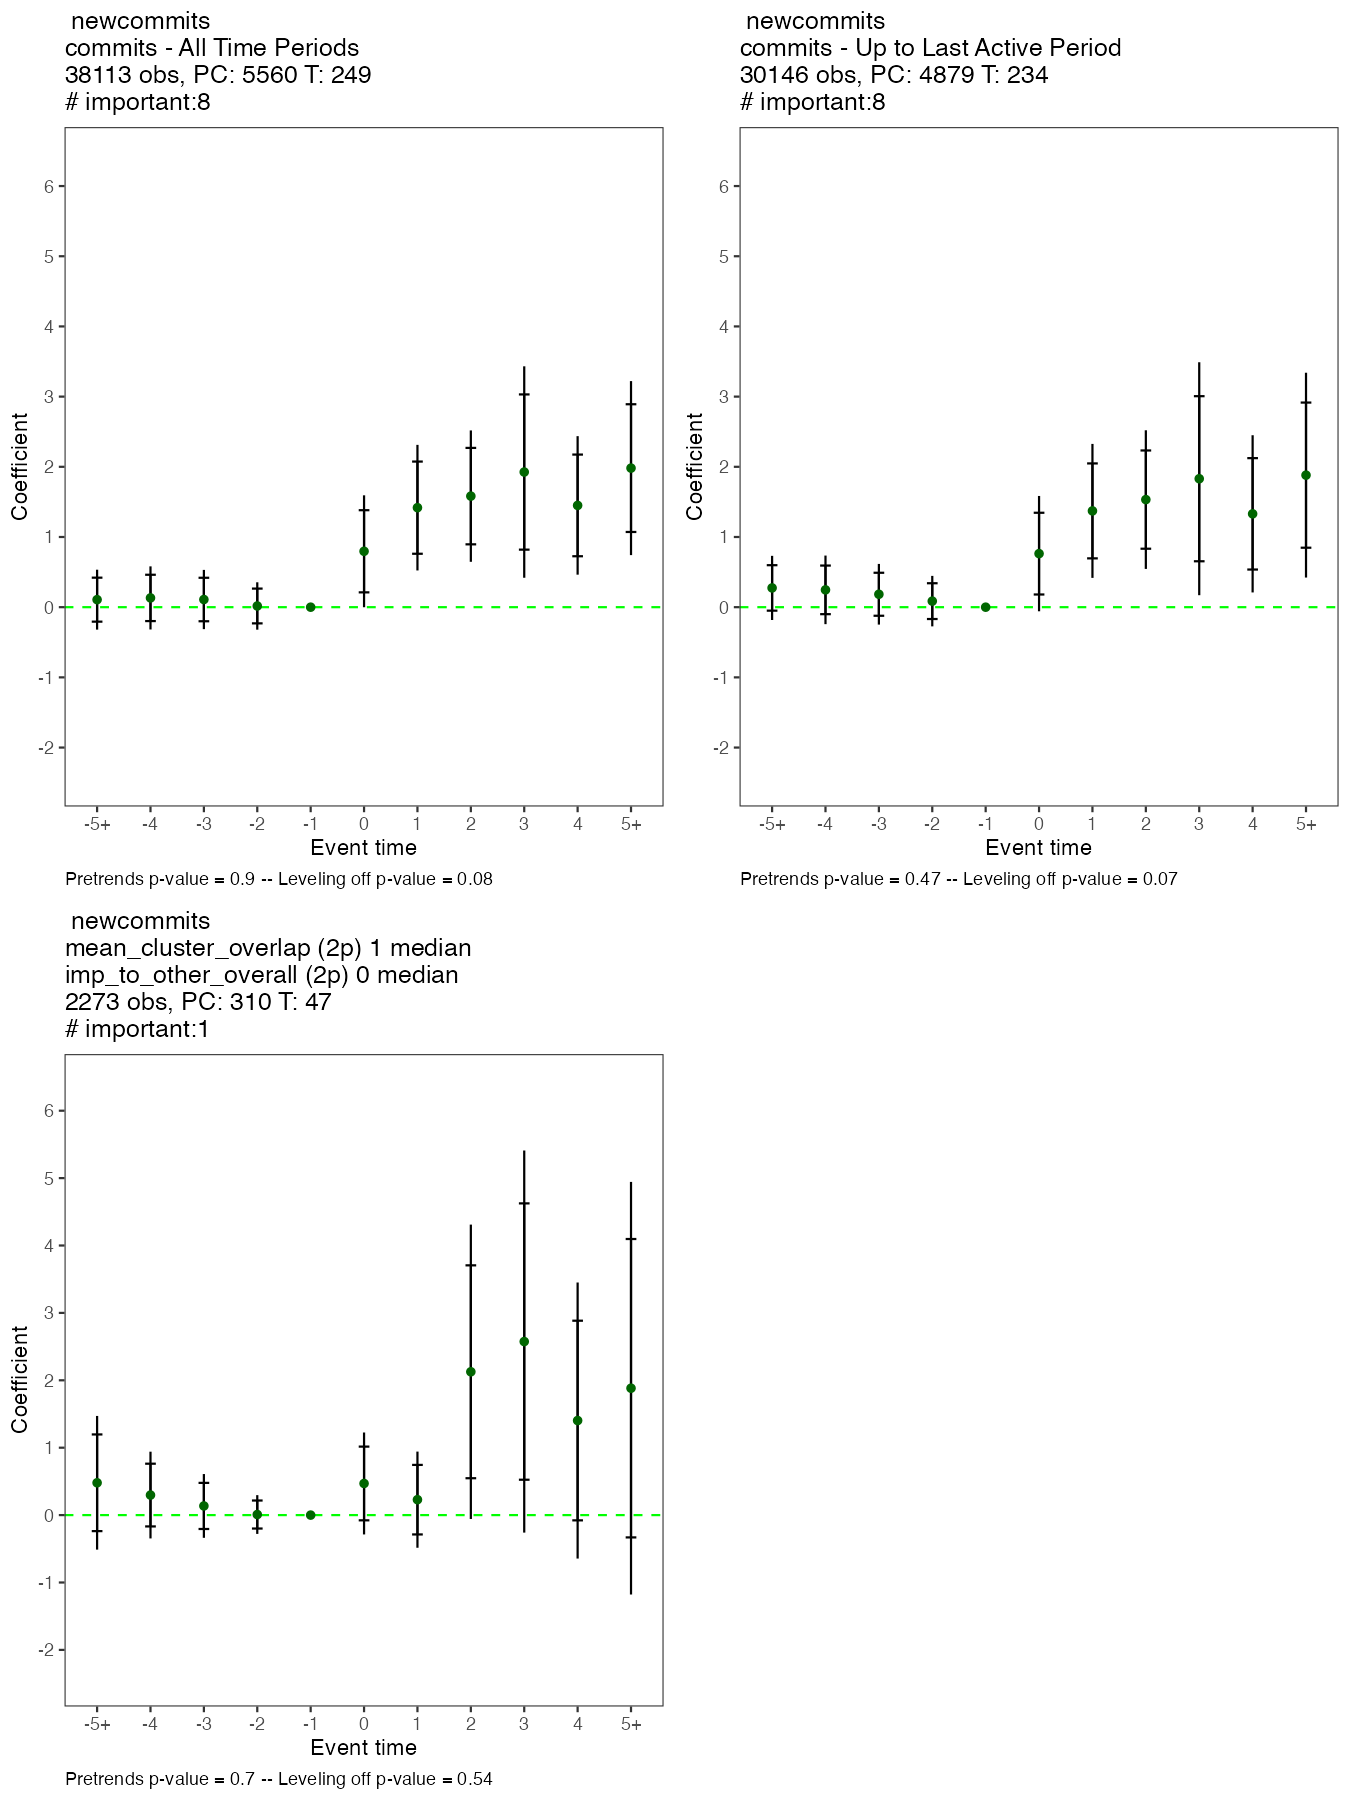 newcommits
commits - All Time Periods
38113 obs, PC: 5560 T: 249
# important:8
6
5
4
3
2
1
0
-1
-2
Coefficient
-5+ -4 -3 -2 -1 0 1 2 3 4 5+
Event time
Pretrends p-value = 0.9 -- Leveling off p-value = 0.08
newcommits
commits - Up to Last Active Period
30146 obs, PC: 4879 T: 234
# important:8
6
5
4
3
2
1
0
-1
-2
Coefficient
-5+ -4 -3 -2 -1 0 1 2 3 4 5+
Event time
Pretrends p-value = 0.47 -- Leveling off p-value = 0.07
newcommits
mean_cluster_overlap (2p) 1 median
imp_to_other_overall (2p) 0 median
2273 obs, PC: 310 T: 47
# important:1
6
5
4
3
2
1
0
-1
-2
Coefficient
-5+ -4 -3 -2 -1 0 1 2 3 4 5+
Event time
Pretrends p-value = 0.7 -- Leveling off p-value = 0.54